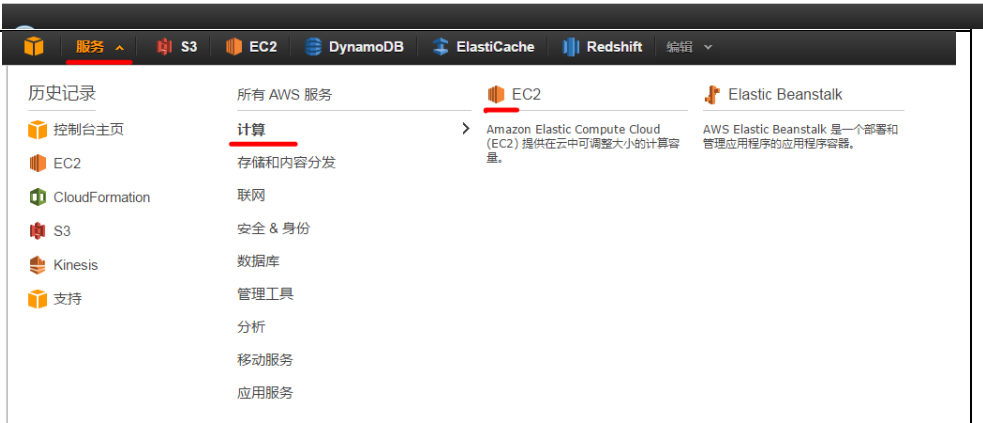 服务 S3 EC2 DynamoDB ElastiCache Redshift 编辑
历史记录
控制台主页
EC2
CloudFormation
S3
Kinesis
支持
所有 AWS 服务
计算
存储和内容分发
联网
安全 & 身份
数据库
管理工具
分析
移动服务
应用服务
EC2
Amazon Elastic Compute Cloud
(EC2) 提供在云中可调整大小的计算容
量。
Elastic Beanstalk
AWS Elastic Beanstalk 是一个部署和
管理应用程序的应用程序容器。